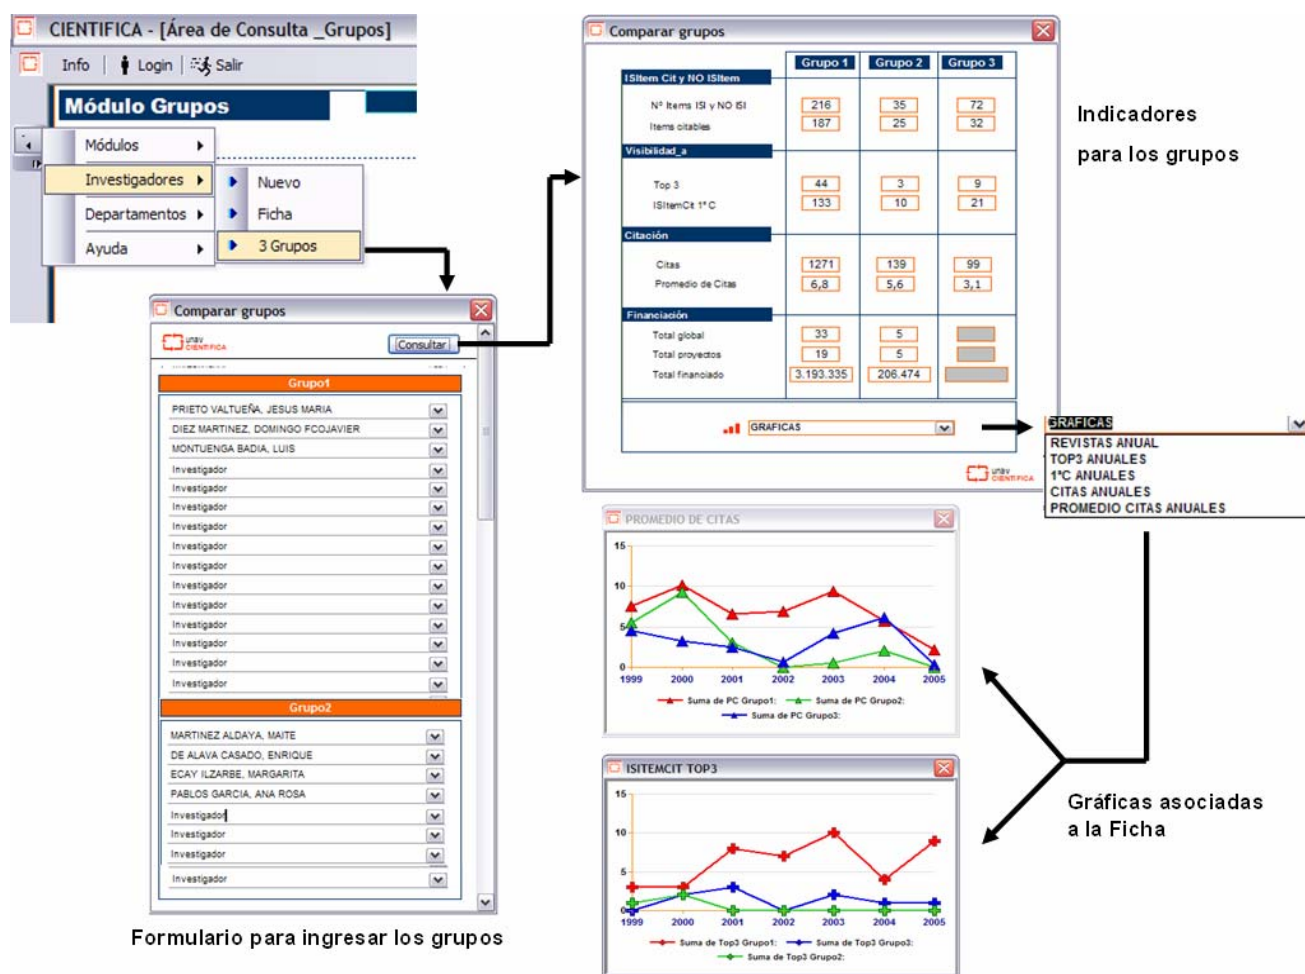 CIENTIFICA - [Área de Consulta _Grupos]
Info | Login | Salir
Módulo Grupos
Módulos
Investigadores
Departamentos
Ayuda
Nuevo
Ficha
3 Grupos
Comparar grupos
unav
CIENTIFICA
Consultar
Grupo1
PRIETO VALTUEÑA, JESUS MARIA
DIEZ MARTINEZ, DOMINGO FCOJAVIER
MONTUENGA BADIA, LUIS
Investigador
Investigador
Investigador
Investigador
Investigador
Investigador
Investigador
Investigador
Investigador
Investigador
Investigador
Investigador
Grupo2
MARTINEZ ALDAYA, MAITE
DE ALAVA CASADO, ENRIQUE
ECAY ILZARBE, MARGARITA
PABLOS GARCIA, ANA ROSA
Investigador
Investigador
Investigador
Investigador
Formulario para ingresar los grupos
Comparar grupos
Grupo 1 Grupo 2 Grupo 3
ISItem Cit y NO ISItem
Nº Items ISI y NO ISI 216 35 72
Items citables 187 25 32
Visibilidad_a
Top 3 44 3 9
ISItemCit 1º C 133 10 21
Citación
Citas 1271 139 99
Promedio de Citas 6,8 5,6 3,1
Financiación
Total global 33 5
Total proyectos 19 5
Total financiado 3.193.335 206.474
GRAFICAS
unav
CIENTIFICA
Indicadores
para los grupos
GRAFICAS
REVISTAS ANUAL
TOP3 ANUALES
1ºC ANUALES
CITAS ANUALES
PROMEDIO CITAS ANUALES
PROMEDIO DE CITAS
15
10
5
0
1999 2000 2001 2002 2003 2004 2005
Suma de PC Grupo1: Suma de PC Grupo2:
Suma de PC Grupo3:
ISITEMCIT TOP3
15
10
5
0
1999 2000 2001 2002 2003 2004 2005
Suma de Top3 Grupo1: Suma de Top3 Grupo3:
Suma de Top3 Grupo2:
Gráficas asociadas
a la Ficha